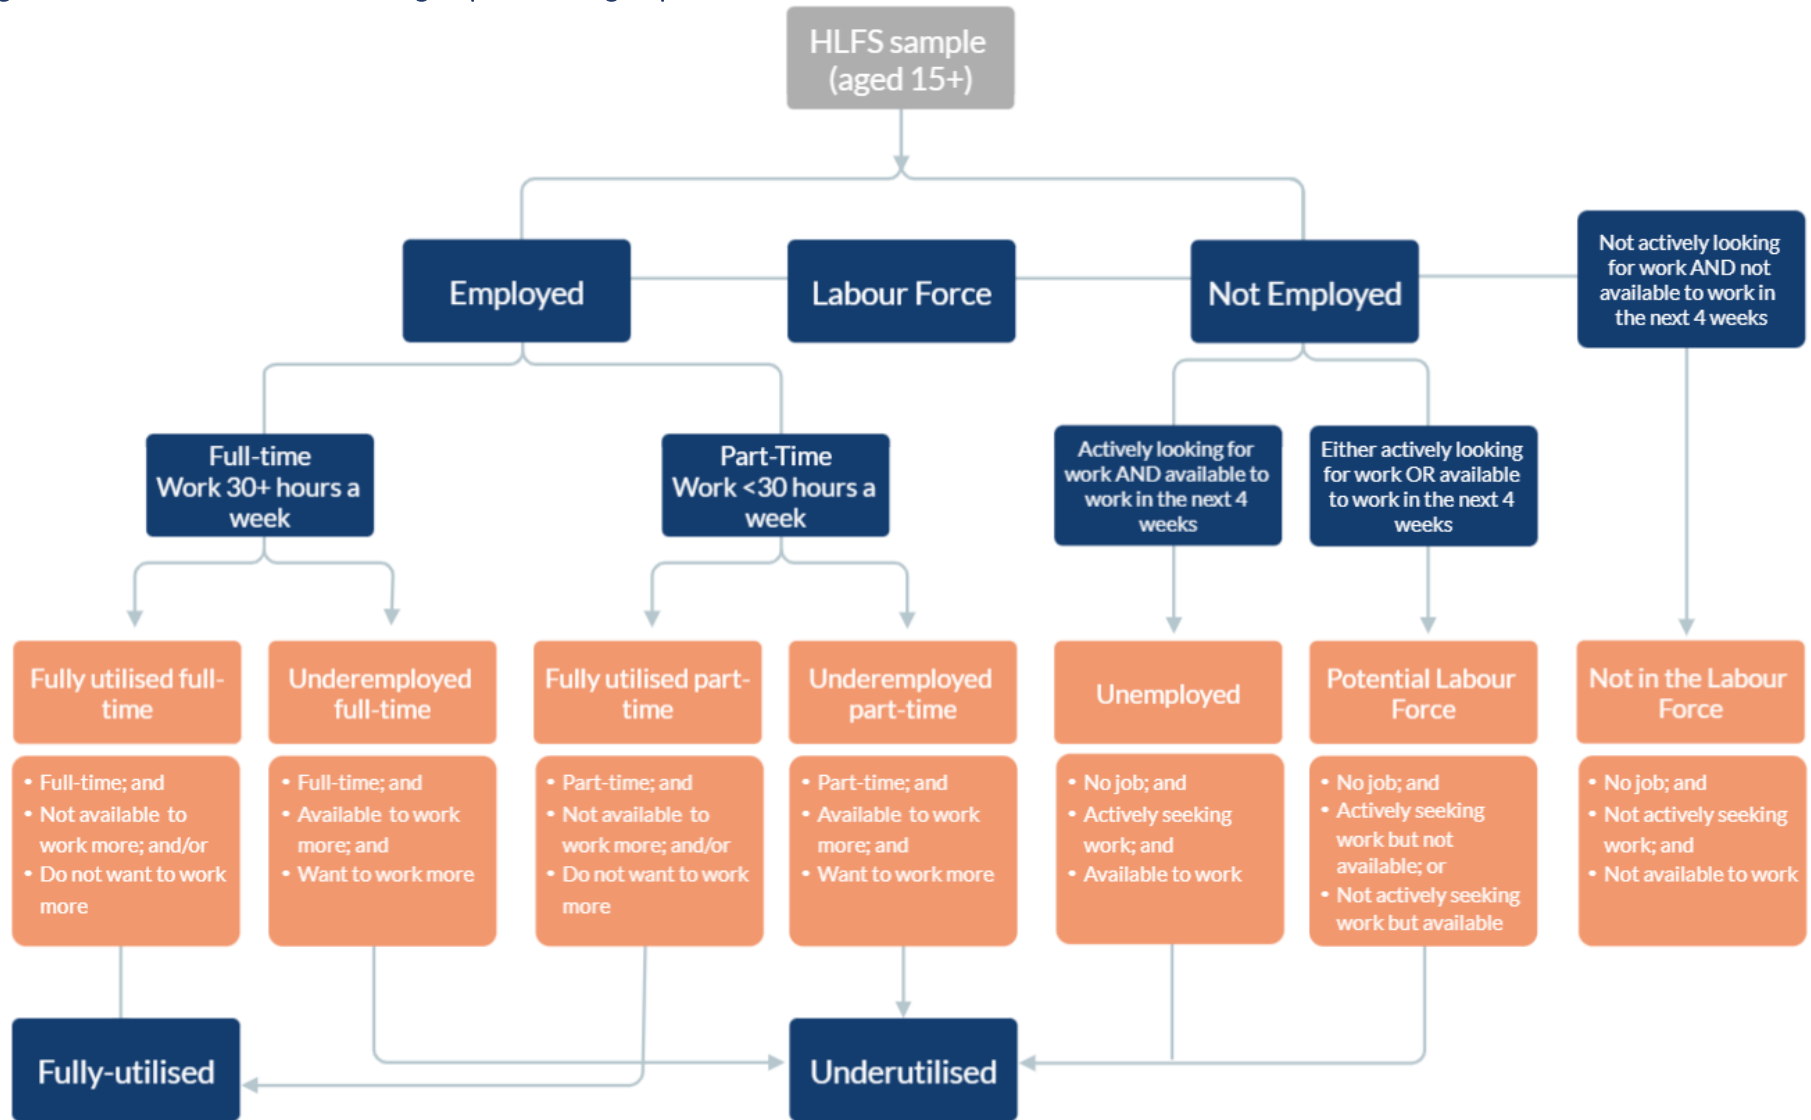 HLFS sample
(aged 15+)
Employed
Labour Force
Not Employed
Not actively looking
for work AND not
available to work in
the next 4 weeks
Full-time
Work 30+ hours a
week
Part-Time
Work <30 hours a
week
Actively looking for
work AND available to
work in the next 4
weeks
Either actively looking
for work OR available
to work in the next 4
weeks
Fully utilised full-
time
Underemployed
full-time
Fully utilised part-
time
Underemployed
part-time
Unemployed
Potential Labour
Force
Not in the Labour
Force
• Full-time; and
• Not available to
work more; and/or
• Do not want to work
more
• Full-time; and
• Available to work
more; and
• Want to work more
• Part-time; and
• Not available to
work more; and/or
• Do not want to work
more
• Part-time; and
• Available to work
more; and
• Want to work more
• No job; and
• Actively seeking
work; and
• Available to work
• No job; and
• Actively seeking
work but not
available; or
• Not actively seeking
work but available
• No job; and
• Not actively seeking
work; and
• Not available to work
Fully-utilised
Underutilised